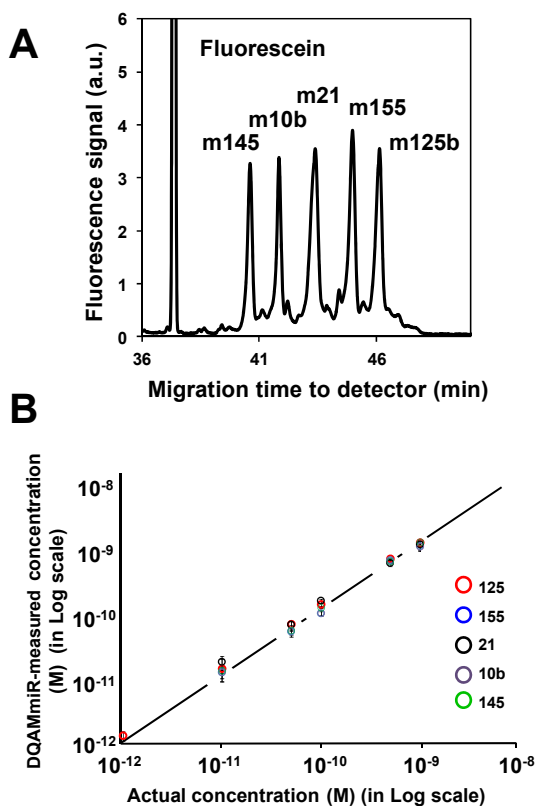 A
Fluorescence signal (a.u.)
6
5
4
3
2
1
0
Fluorescein
m145
m10b
m21
m155
m125b
36
41
46
Migration time to detector (min)
B
DQAMmiR-measured concentration
(M) (in Log scale)
10⁻⁸
10⁻⁹
10⁻¹⁰
10⁻¹¹
10⁻¹²
125
155
21
10b
145
10⁻¹² 10⁻¹¹ 10⁻¹⁰ 10⁻⁹ 10⁻⁸
Actual concentration (M) (in Log scale)